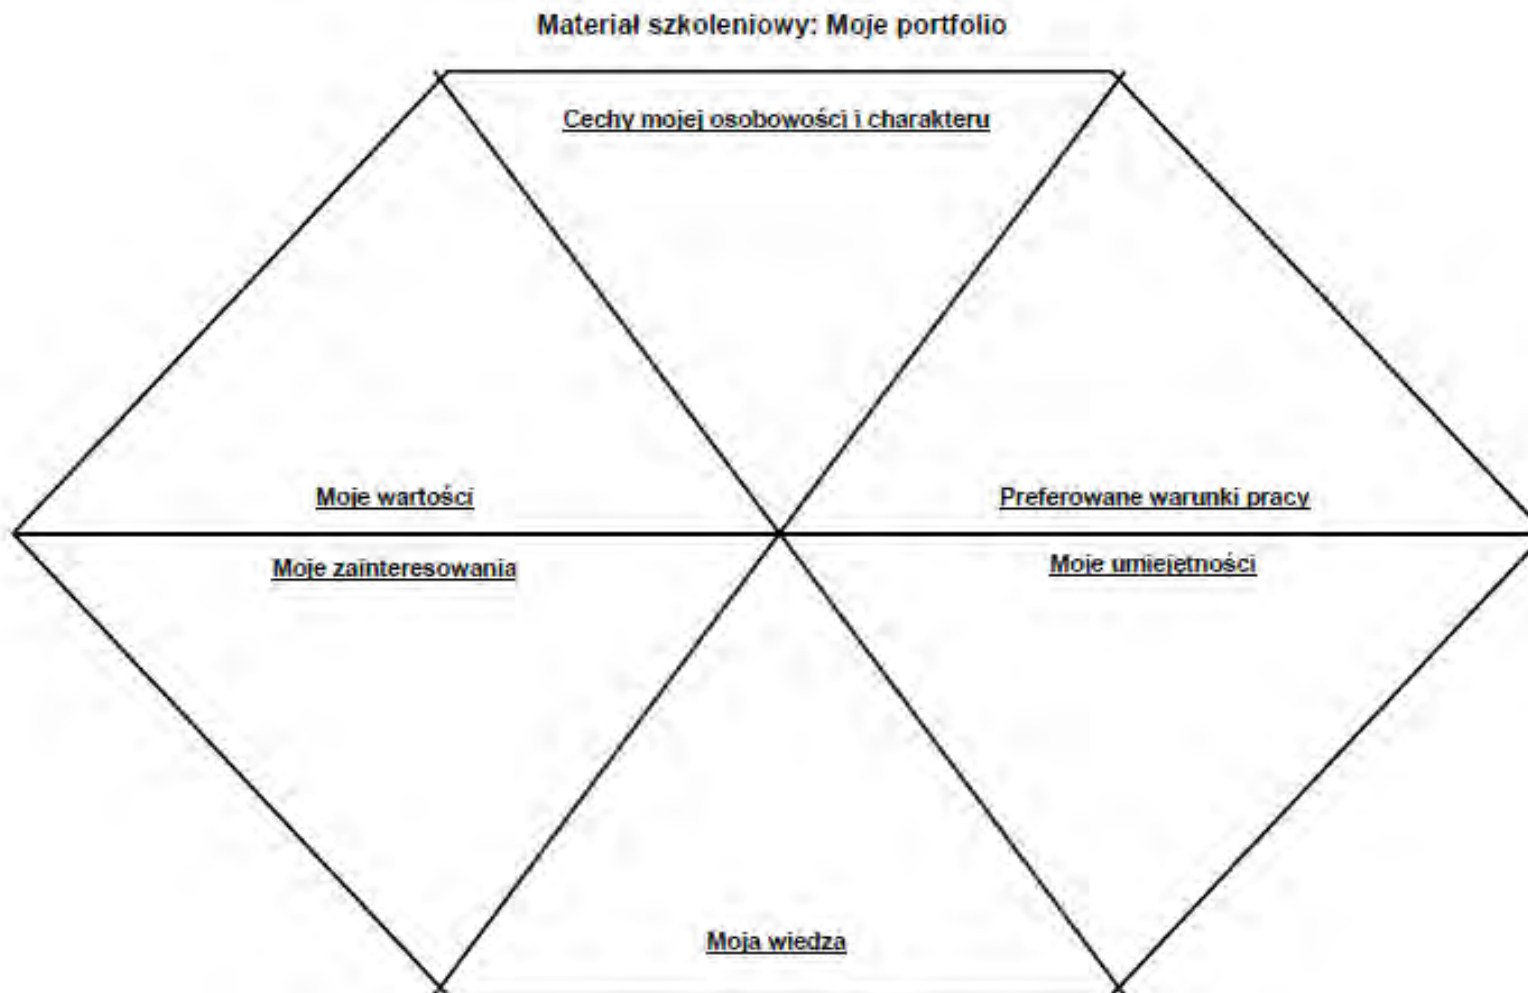 Materiał szkoleniowy: Moje portfolio
Cechy mojej osobowości i charakteru
Moje wartości
Preferowane warunki pracy
Moje zainteresowania
Moje umiejętności
Moja wiedza